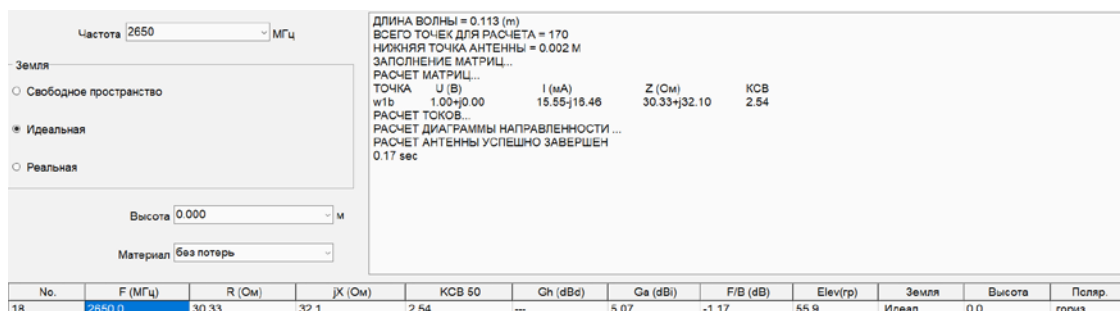 Частота 2650 МГц
Земля
Свободное пространство
Идеальная
Реальная
Высота 0.000 м
Материал без потерь
ДЛИНА ВОЛНЫ = 0.113 (m)
ВСЕГО ТОЧЕК ДЛЯ РАСЧЕТА = 170
НИЖНЯЯ ТОЧКА АНТЕННЫ = 0.002 М
ЗАПОЛНЕНИЕ МАТРИЦ...
РАСЧЕТ МАТРИЦ...
ТОЧКА U (В) I (мА) Z (Ом) КСВ
w1b 1.00+j0.00 15.55-j16.46 30.33+j32.10 2.54
РАСЧЕТ ТОКОВ...
РАСЧЕТ ДИАГРАММЫ НАПРАВЛЕННОСТИ ...
РАСЧЕТ АНТЕННЫ УСПЕШНО ЗАВЕРШЕН
0.17 sec
No. F (МГц) R (Ом) jX (Ом) КСВ 50 Gh (dBd) Ga (dBi) F/B (dB) Elev(гр) Земля Высота Поляр.
18 2650.0 30.33 32.1 2.54 --- 5.07 -1.17 55.9 Идеал. 0.0 гориз.